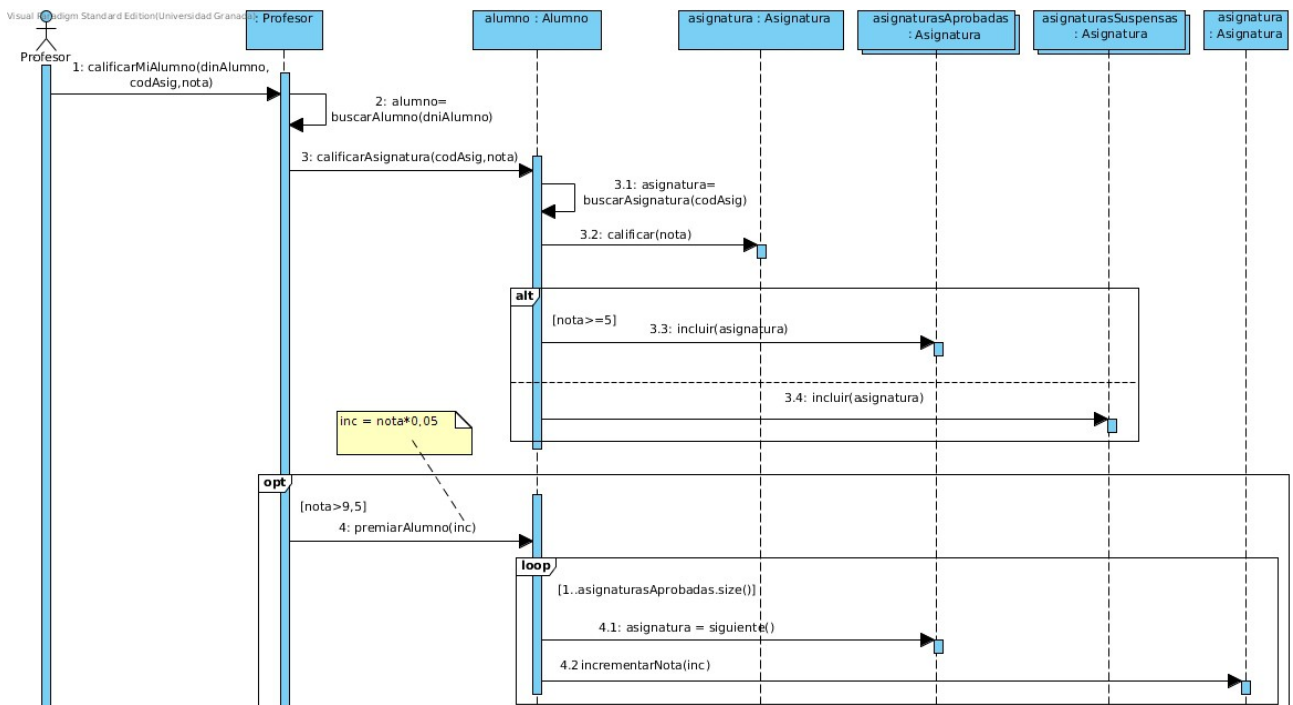 Visual Paradigm Standard Edition(Universidad Granada)
Profesor
: Profesor
alumno : Alumno
asignatura : Asignatura
asignaturasAprobadas
: Asignatura
asignaturasSuspensas
: Asignatura
asignatura
: Asignatura
1: calificarMiAlumno(dinAlumno,
codAsig,nota)
2: alumno=
buscarAlumno(dniAlumno)
3: calificarAsignatura(codAsig,nota)
3.1: asignatura=
buscarAsignatura(codAsig)
3.2: calificar(nota)
alt
[nota>=5]
3.3: incluir(asignatura)
3.4: incluir(asignatura)
inc = nota*0,05
opt
[nota>9,5]
4: premiarAlumno(inc)
loop
[1..asignaturasAprobadas.size()]
4.1: asignatura = siguiente()
4.2 incrementarNota(inc)